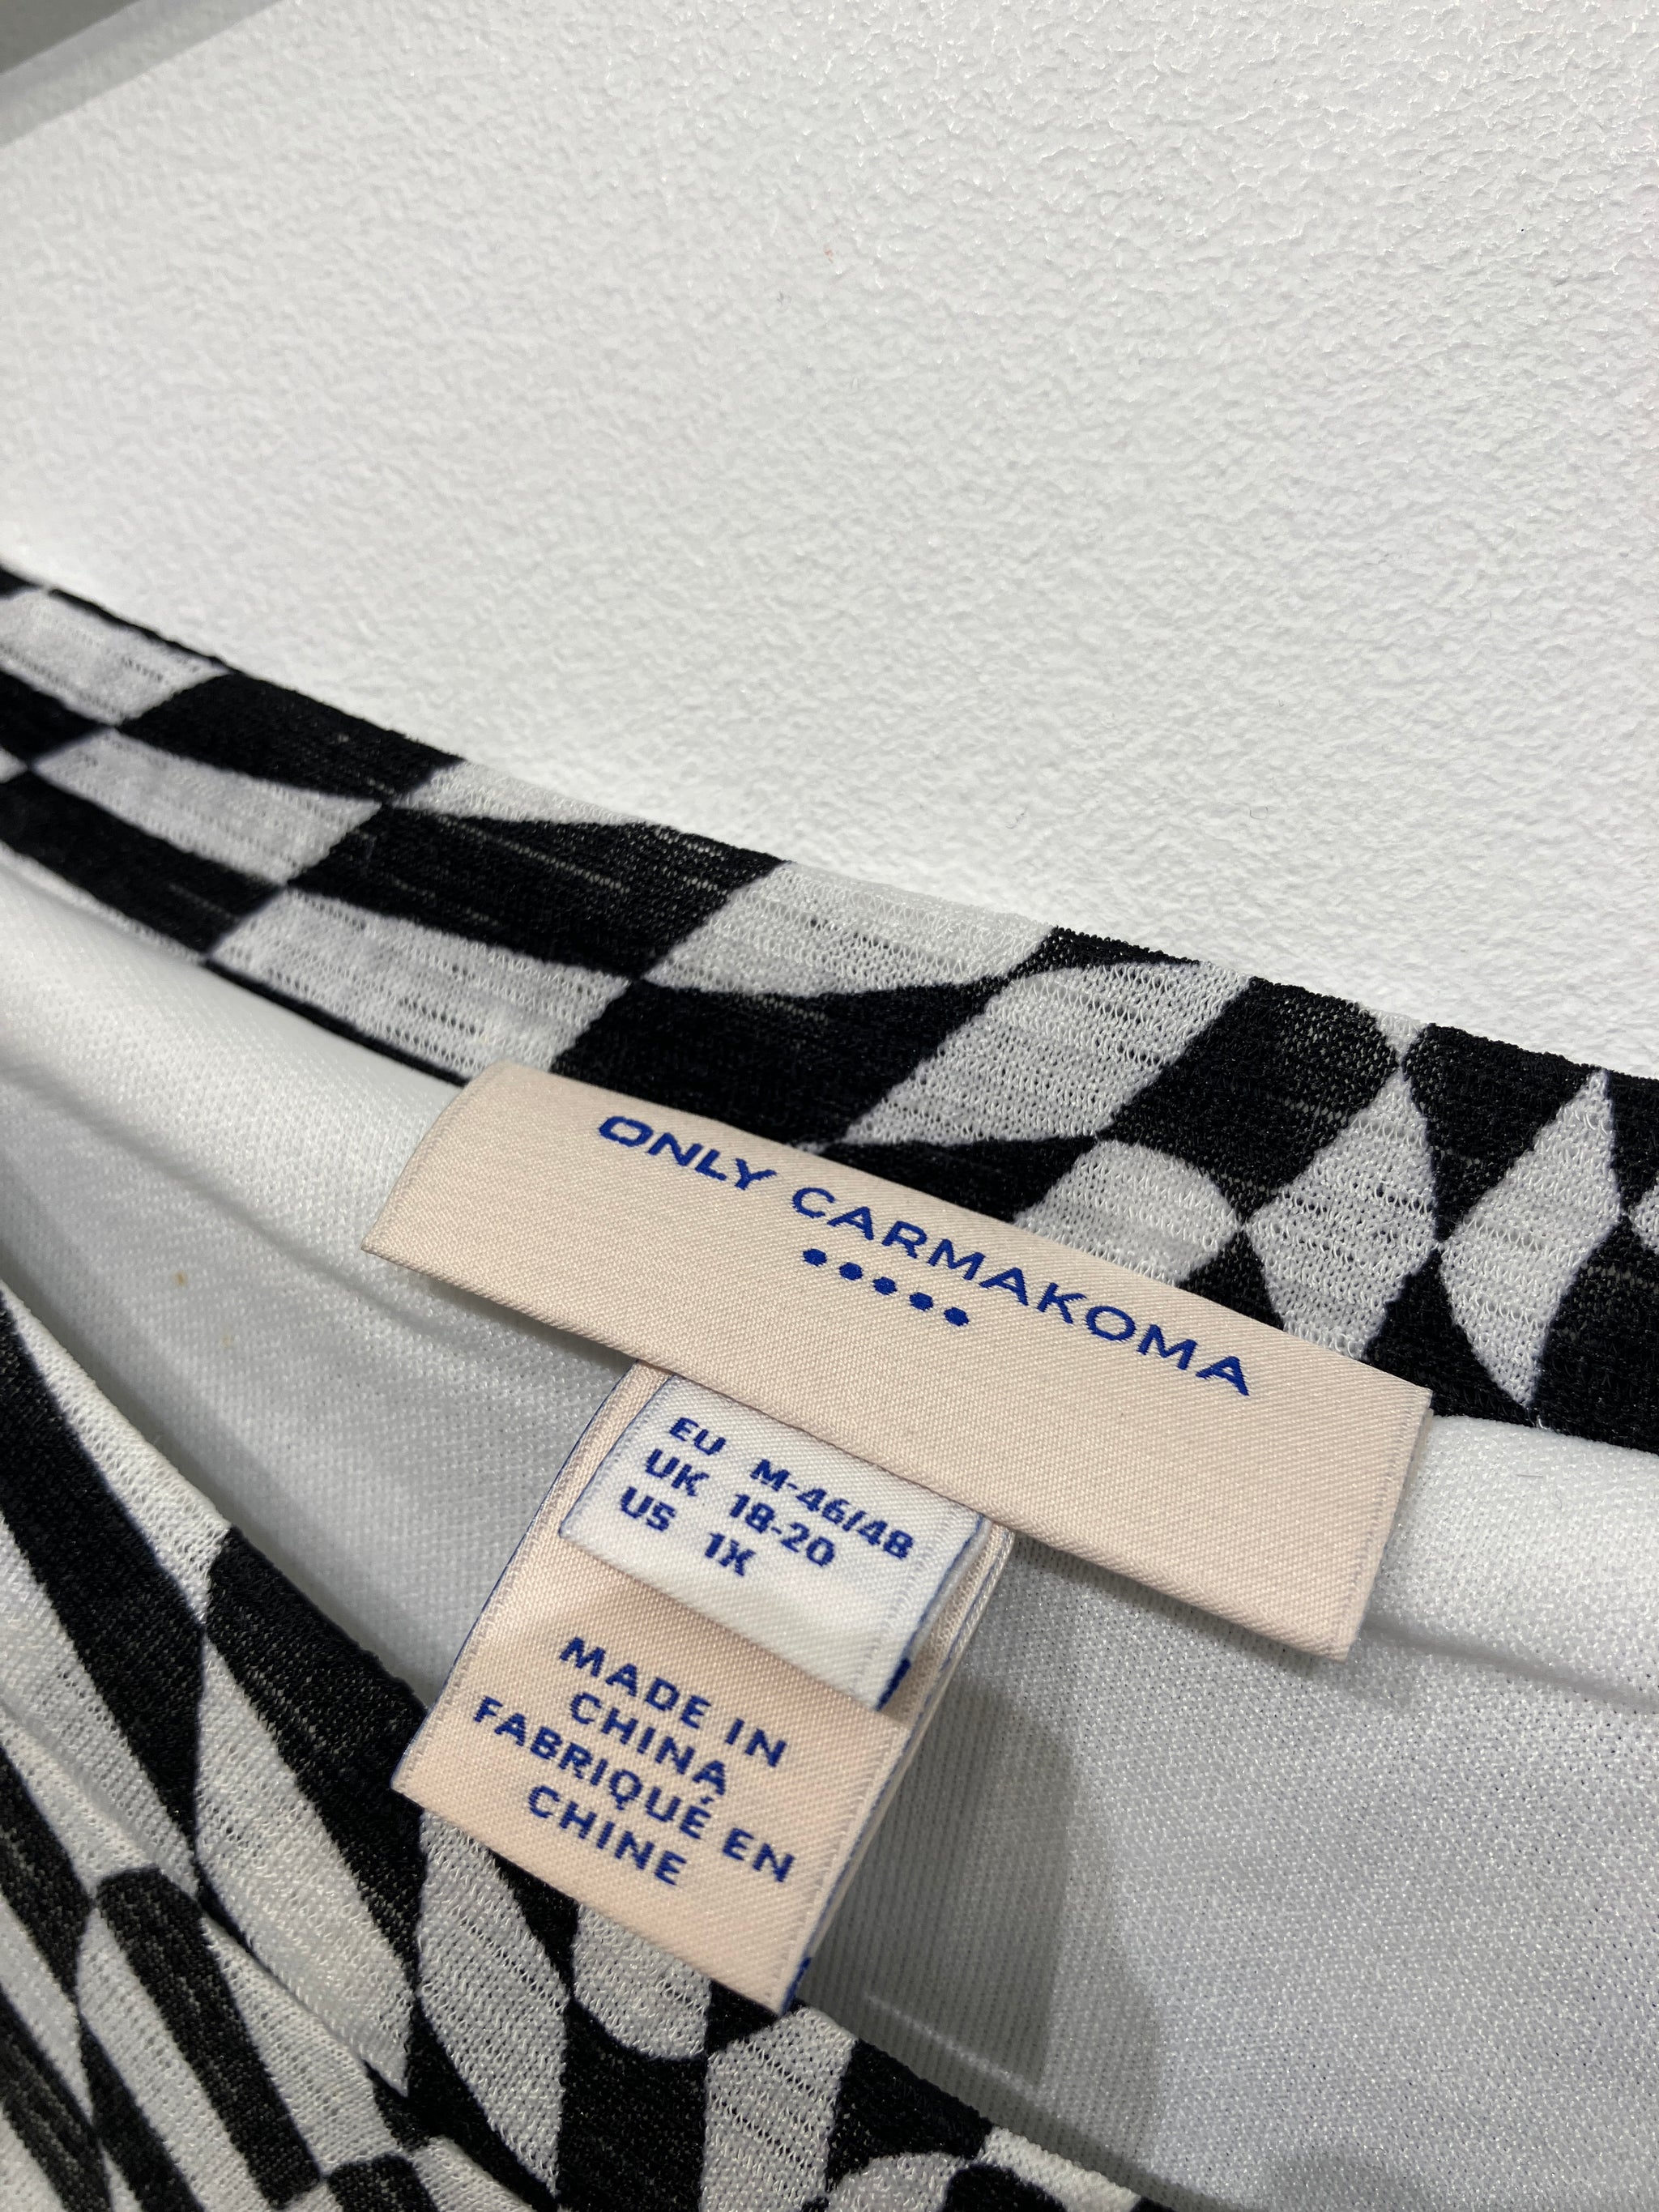 ONLY CARMAKOMA
EU M-46/48
UK 18-20
US 1X
MADE IN
CHINA
FABRIQUÉ EN
CHINE